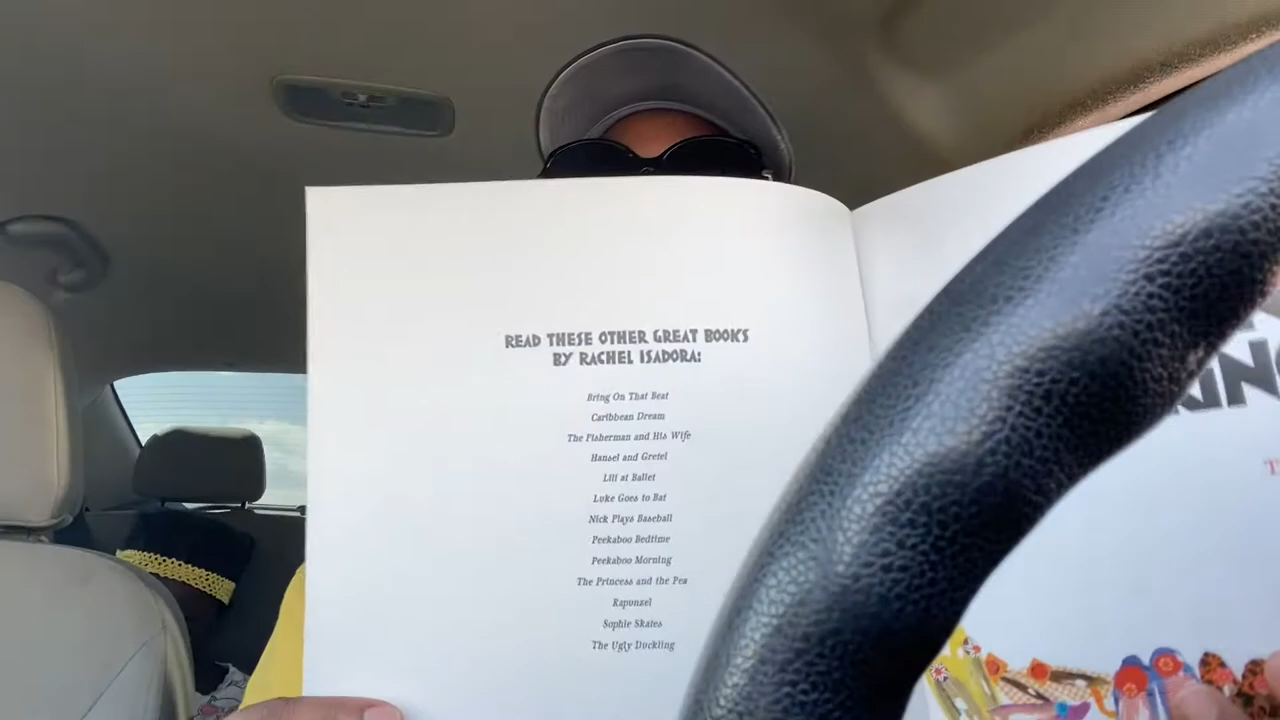 READ THESE OTHER GREAT BOOKS
BY RACHEL ISADORA:
Bring On That Beat
Caribbean Dream
The Fisherman and His Wife
Hansel and Gretel
Lili at Ballet
Luke Goes to Bat
Nick Plays Baseball
Peekaboo Bedtime
Peekaboo Morning
The Princess and the Pea
Rapunzel
Sophie Skates
The Ugly Duckling